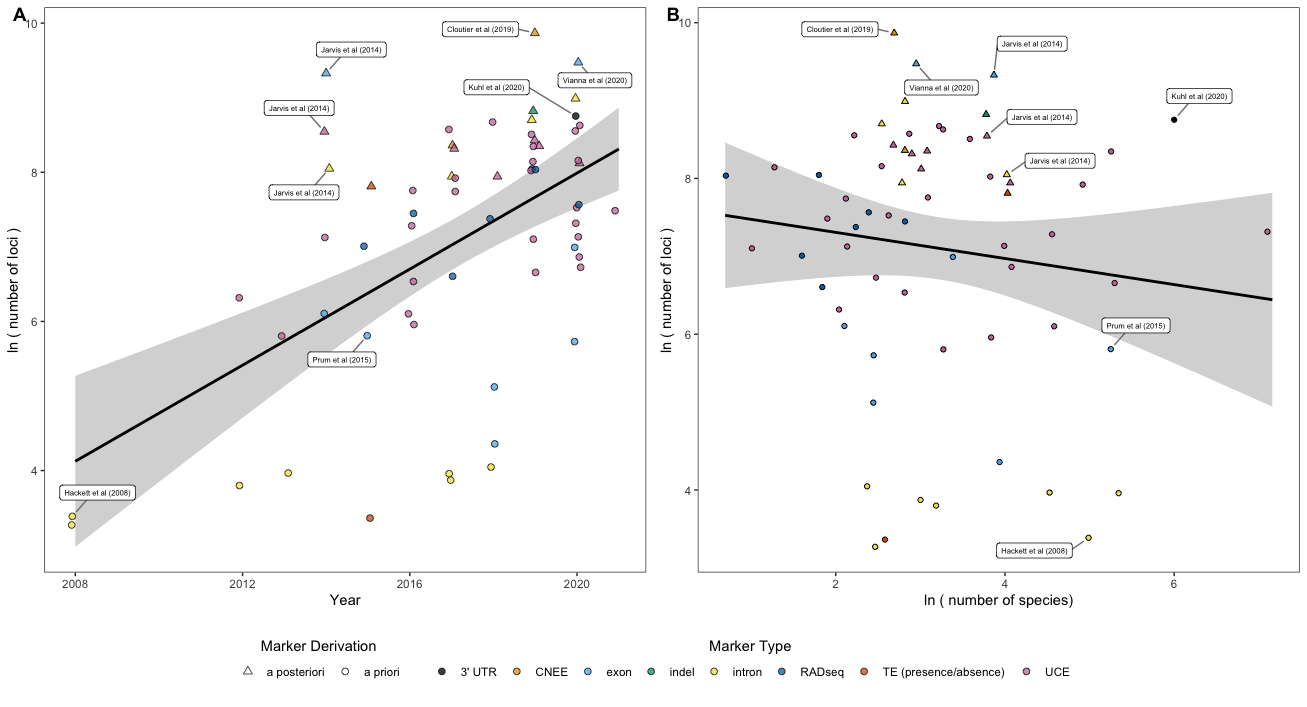 A
10
8
6
4
ln ( number of loci )
Cloutier et al (2019)
Jarvis et al (2014)
Vianna et al (2020)
Kuhl et al (2020)
Jarvis et al (2014)
Jarvis et al (2014)
Prum et al (2015)
Hackett et al (2008)
2008 2012 2016 2020
Year
B
10
8
6
4
ln ( number of loci )
Cloutier et al (2019)
Jarvis et al (2014)
Vianna et al (2020)
Kuhl et al (2020)
Jarvis et al (2014)
Jarvis et al (2014)
Prum et al (2015)
Hackett et al (2008)
2 4 6
ln ( number of species)
Marker Derivation
a posteriori a priori
Marker Type
3' UTR CNEE exon indel intron RADseq TE (presence/absence) UCE